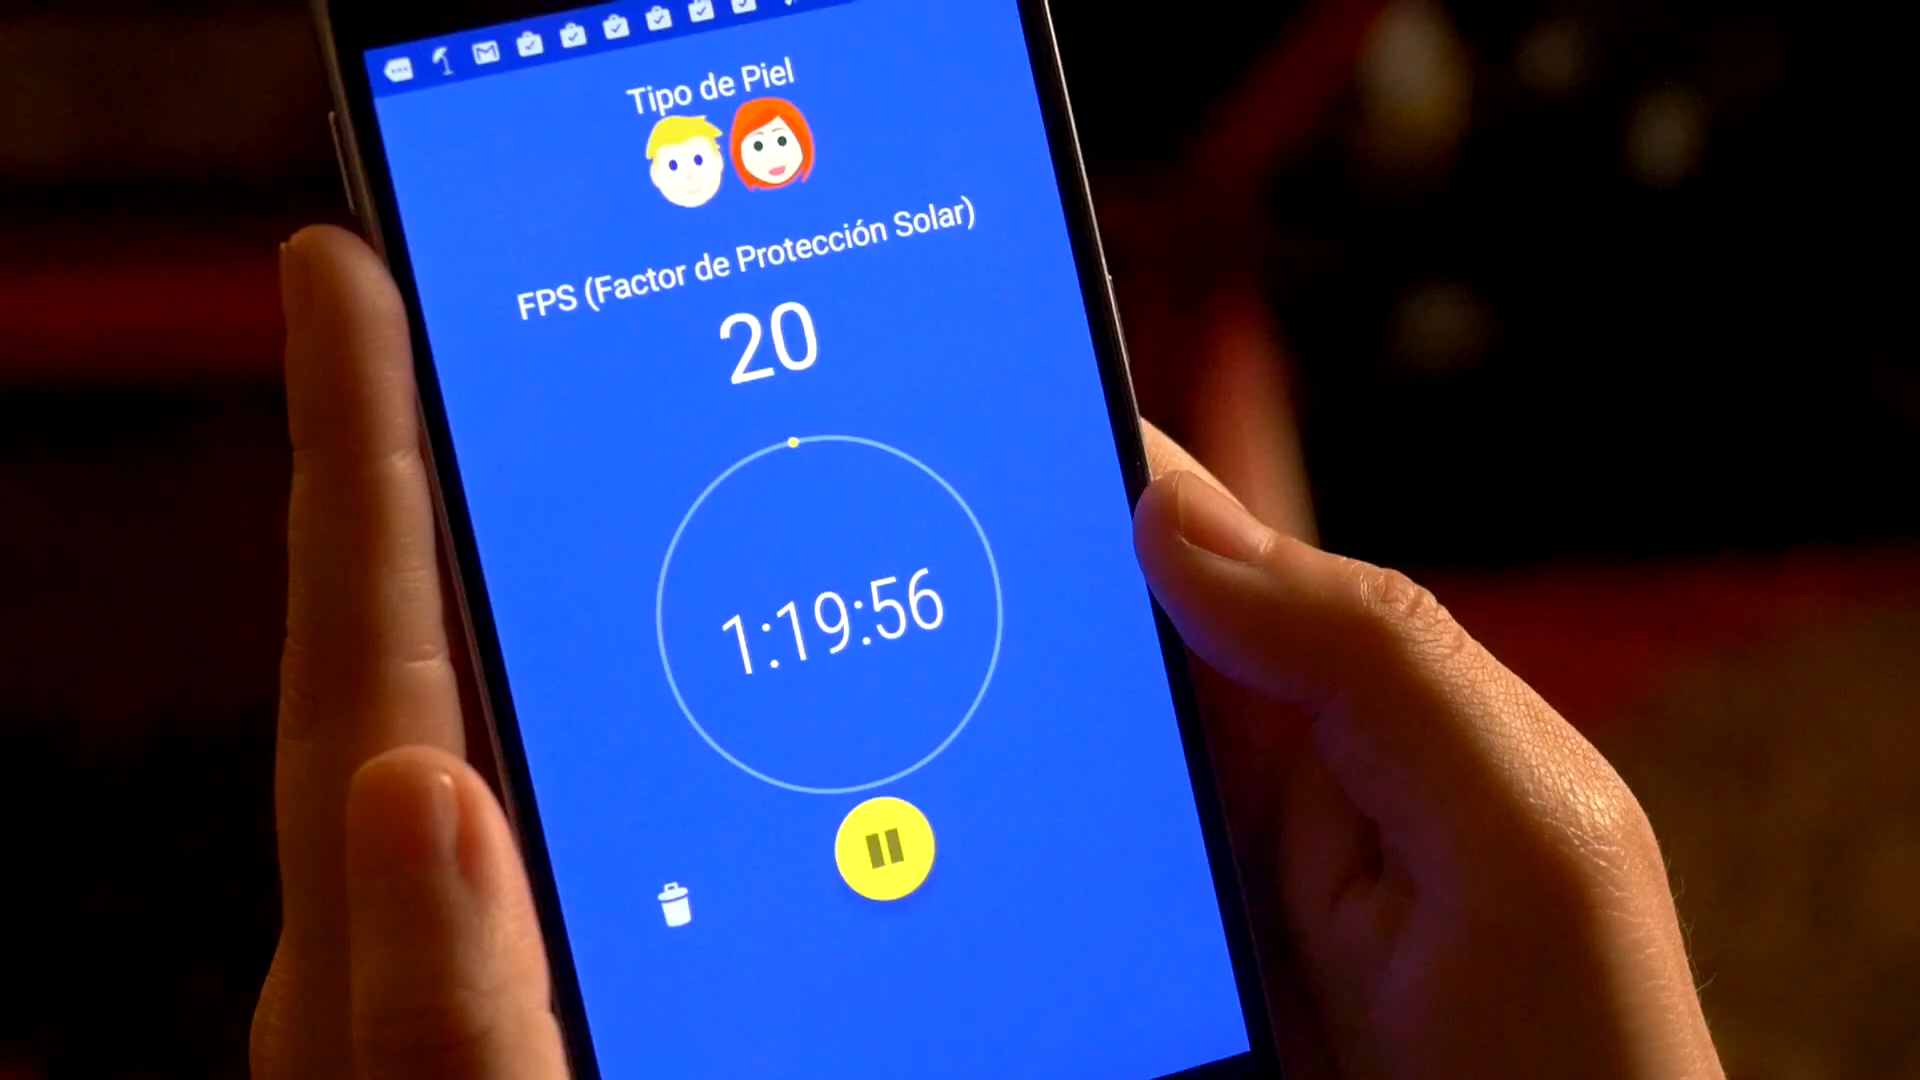 Tipo de Piel
FPS (Factor de Protección Solar)
20
1:19:56